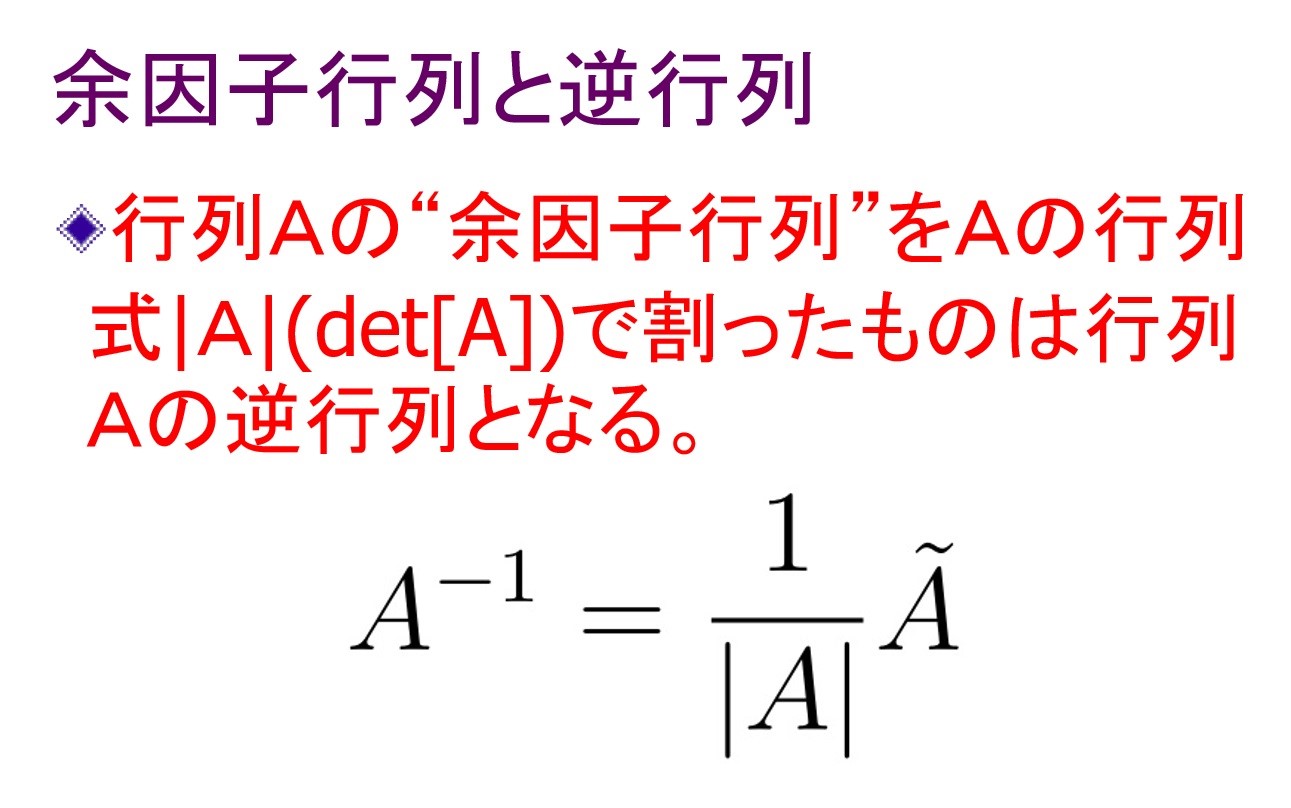 余因子行列と逆行列
行列Aの“余因子行列”をAの行列
式|A|(det[A])で割ったものは行列
Aの逆行列となる。
$A^{-1} = \frac{1}{|A|}\tilde{A}$